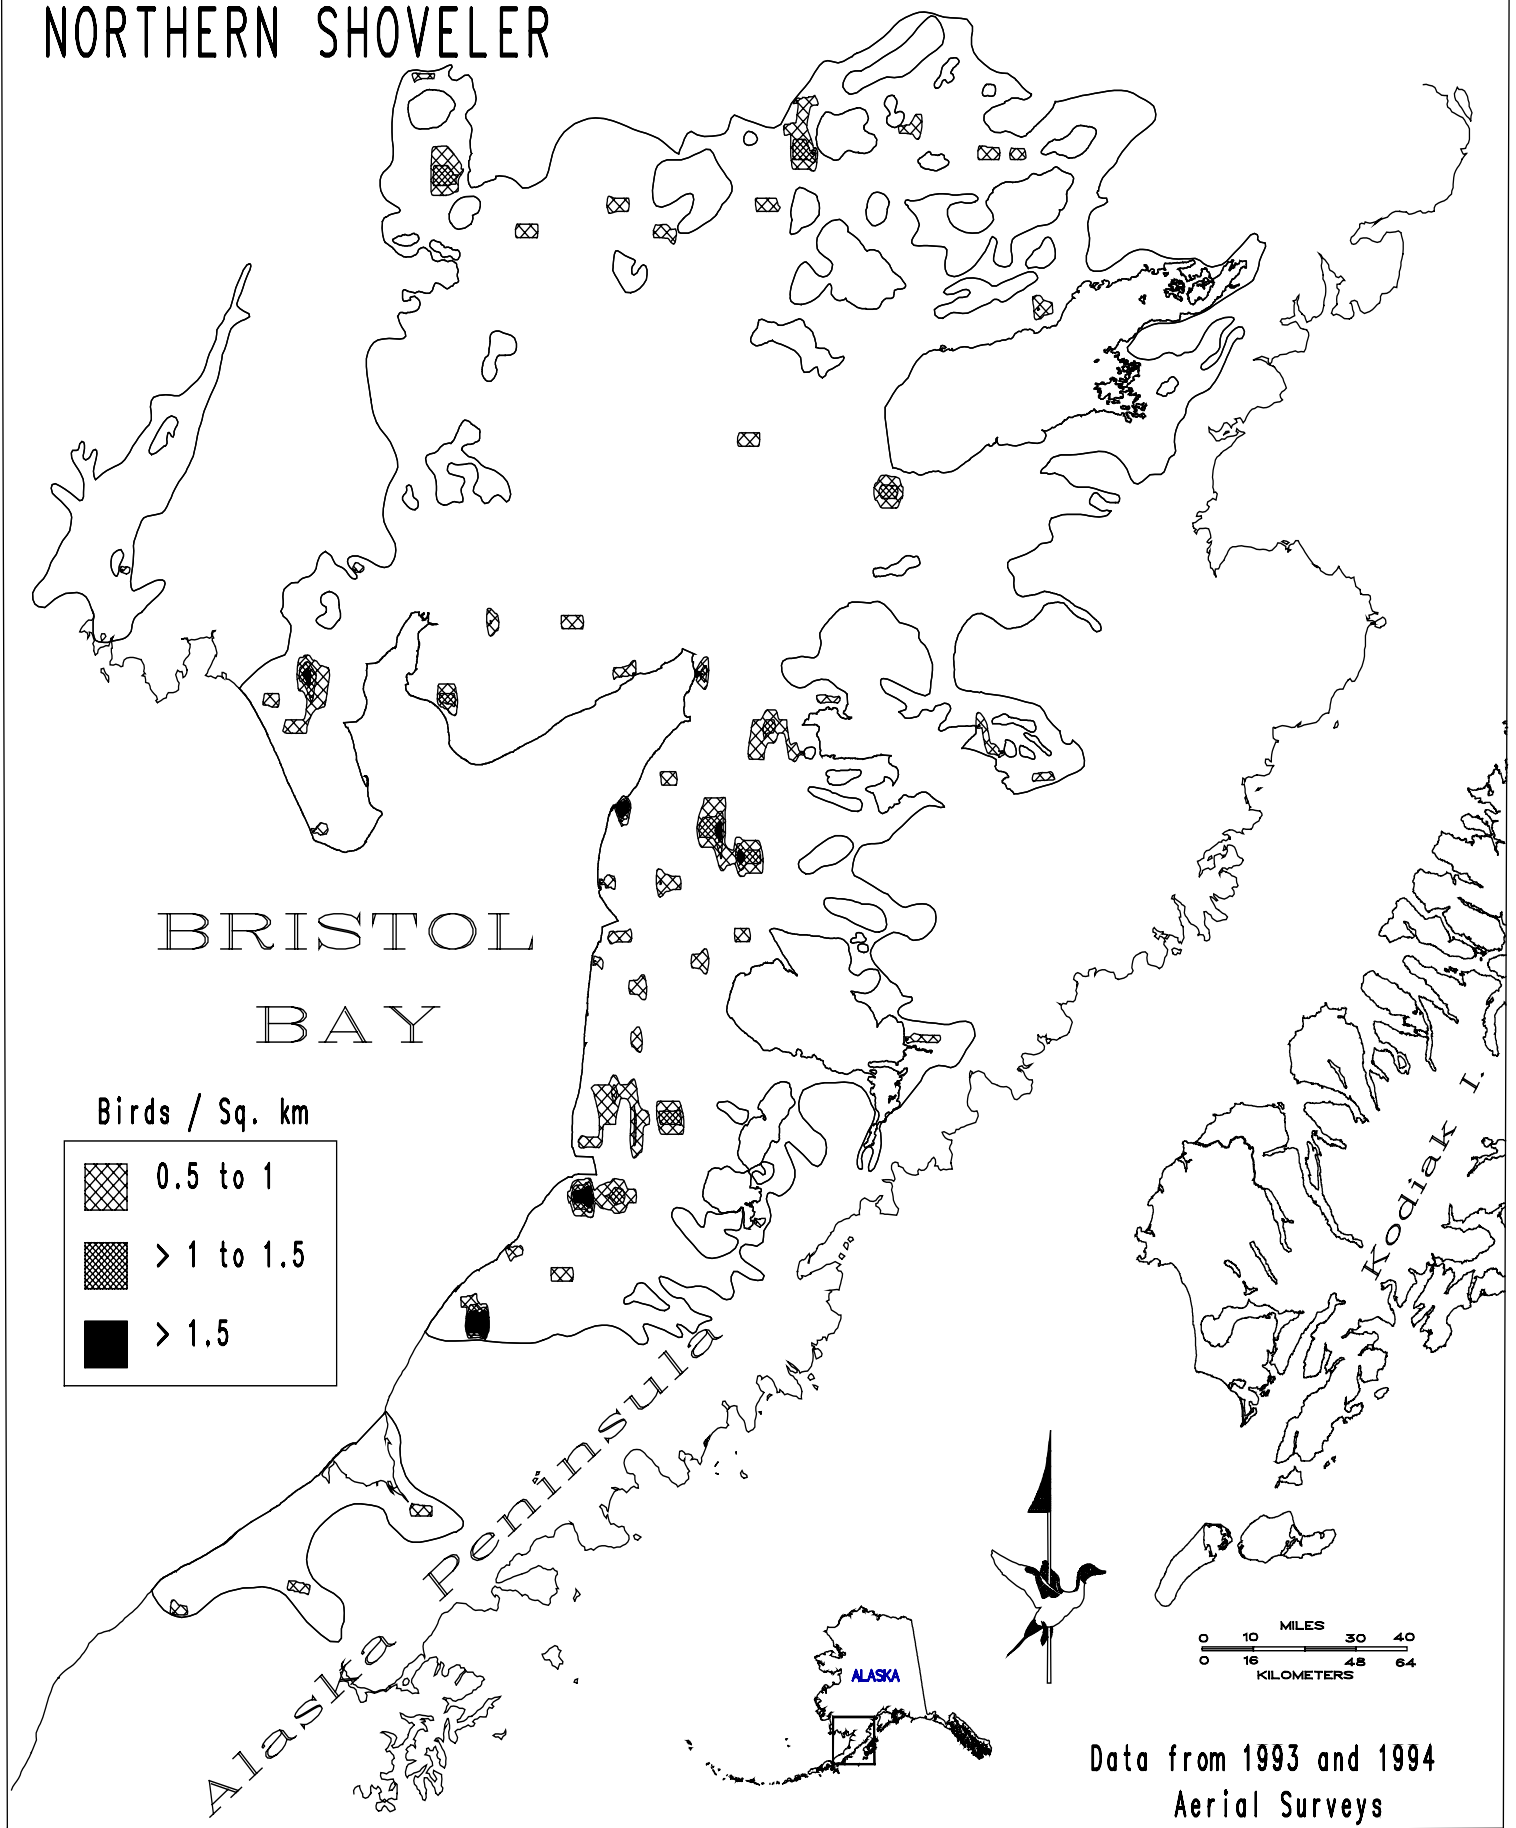 NORTHERN SHOVELER
BRISTOL
BAY
Birds / Sq. km
0.5 to 1
> 1 to 1.5
> 1.5
Kodiak I.
Alaska Peninsula
ALASKA
MILES
0 10 30 40
0 16 48 64
KILOMETERS
Data from 1993 and 1994
Aerial Surveys